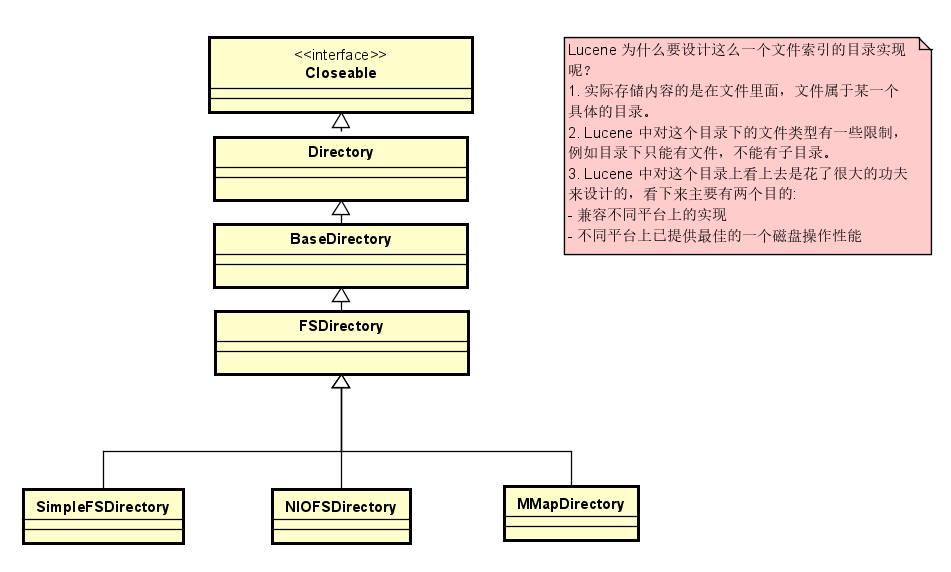 <<interface>>
Closeable
Directory
BaseDirectory
FSDirectory
SimpleFSDirectory
NIOFSDirectory
MMapDirectory
Lucene 为什么要设计这么一个文件索引的目录实现
呢?
1. 实际存储内容的是在文件里面，文件属于某一个
具体的目录。
2. Lucene 中对这个目录下的文件类型有一些限制，
例如目录下只能有文件，不能有子目录。
3. Lucene 中对这个目录上看上去是花了很大的功夫
来设计的，看下来主要有两个目的:
- 兼容不同平台上的实现
- 不同平台上已提供最佳的一个磁盘操作性能